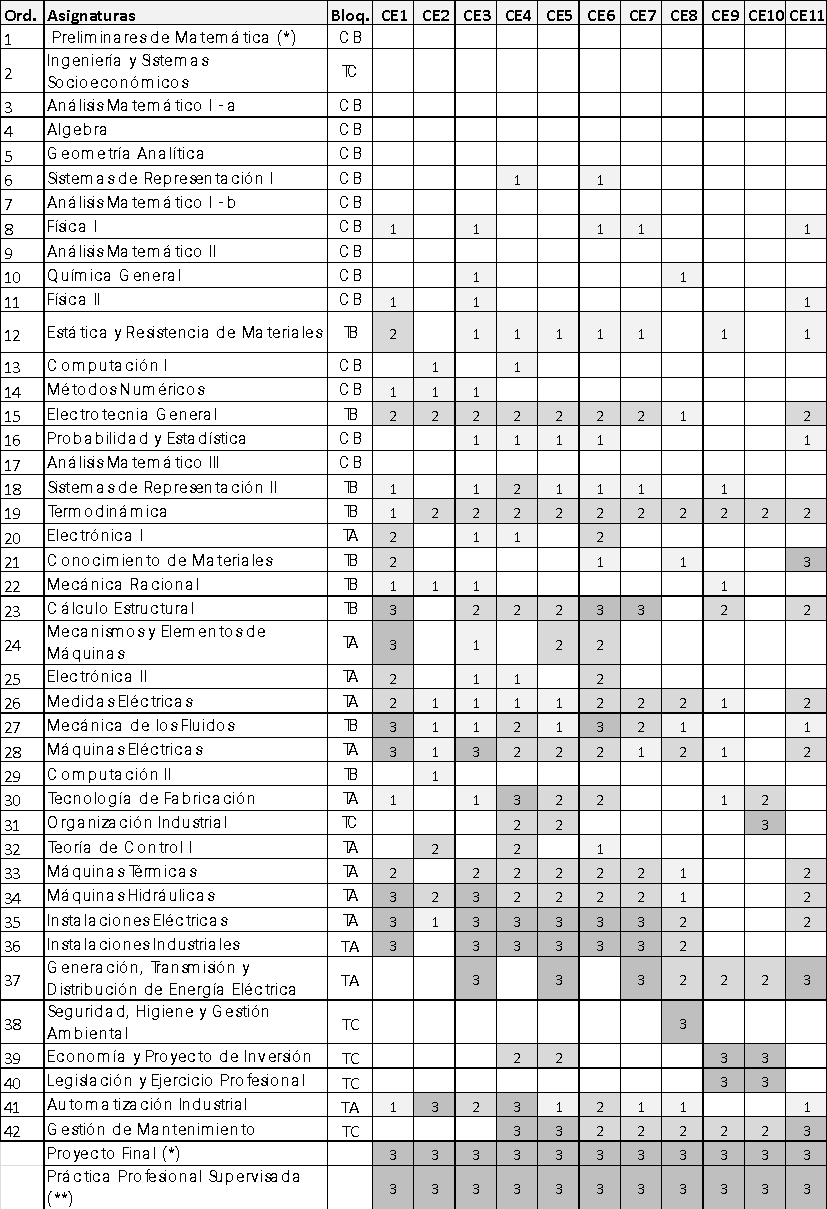 Ord. Asignaturas Bloq. CE1 CE2 CE3 CE4 CE5 CE6 CE7 CE8 CE9 CE10 CE11
1 Preliminares de Matemática (*) CB
2 Ingeniería y Sistemas
Socioeconómicos TC
3 Análisis Matemático I - a CB
4 Algebra CB
5 Geometría Analítica CB
6 Sistemas de Representación I CB 1 1
7 Análisis Matemático I - b CB
8 Física I CB 1 1 1 1 1
9 Análisis Matemático II CB
10 Química General CB 1 1
11 Física II CB 1 1 1
12 Estática y Resistencia de Materiales TB 2 1 1 1 1 1 1 1
13 Computación I CB 1 1
14 Métodos Numéricos CB 1 1 1
15 Electrotecnia General TB 2 2 2 2 2 2 2 1 2
16 Probabilidad y Estadística CB 1 1 1 1 1
17 Análisis Matemático III CB
18 Sistemas de Representación II TB 1 1 2 1 1 1 1
19 Termodinámica TB 1 2 2 2 2 2 2 2 2 2 2
20 Electrónica I TA 2 1 1 2
21 Conocimiento de Materiales TB 2 1 1 3
22 Mecánica Racional TB 1 1 1 1
23 Cálculo Estructural TB 3 2 2 2 3 3 2 2
24 Mecanismos y Elementos de
Máquinas TA 3 1 2 2
25 Electrónica II TA 2 1 1 2
26 Medidas Eléctricas TA 2 1 1 1 1 2 2 2 1 2
27 Mecánica de los Fluidos TB 3 1 1 2 1 3 2 1 1
28 Máquinas Eléctricas TA 3 1 3 2 2 2 1 2 1 2
29 Computación II TB 1
30 Tecnología de Fabricación TA 1 1 3 2 2 1 2
31 Organización Industrial TC 2 2 3
32 Teoría de Control I TA 2 2 1
33 Máquinas Térmicas TA 2 2 2 2 2 2 1 2
34 Máquinas Hidráulicas TA 3 2 3 2 2 2 2 1 2
35 Instalaciones Eléctricas TA 3 1 3 3 3 3 3 2 2
36 Instalaciones Industriales TA 3 3 3 3 3 3 2
37 Generación, Transmisión y
Distribución de Energía Eléctrica TA 3 3 3 2 2 2 3
38 Seguridad, Higiene y Gestión
Ambiental TC 3
39 Economía y Proyecto de Inversión TC 2 2 3 3
40 Legislación y Ejercicio Profesional TC 3 3
41 Automatización Industrial TA 1 3 2 3 1 2 1 1 1
42 Gestión de Mantenimiento TC 3 3 2 2 2 2 2 3
Proyecto Final (*) 3 3 3 3 3 3 3 3 3 3 3
Práctica Profesional Supervisada
(**) 3 3 3 3 3 3 3 3 3 3 3